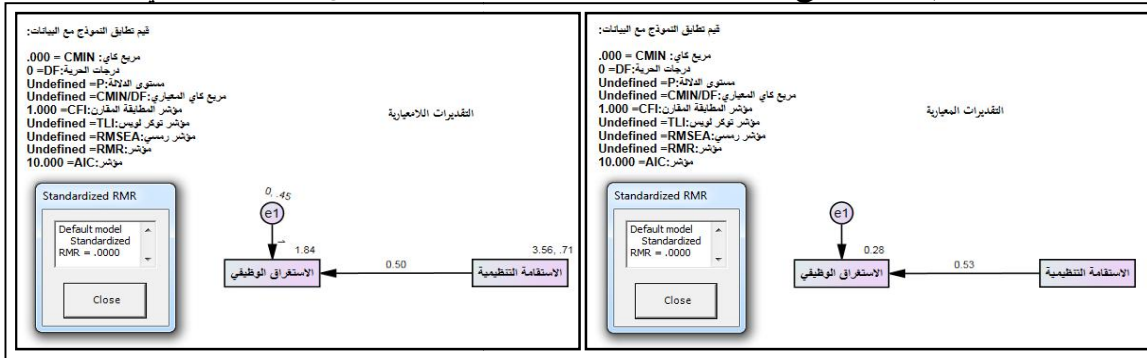 قيم تطابق النموذج مع البيانات:
مربع كاي: CMIN = .000
درجات الحرية:DF= 0
مستوى الدلالة:P= Undefined
مربع كاي المعياري:CMIN/DF= Undefined
مؤشر المطابقة المقارن:CFI= 1.000
مؤشر توكر لويس:TLI= Undefined
مؤشر رمسي:RMSEA= Undefined
مؤشر:RMR= Undefined
مؤشر:AIC= 10.000
التقديرات المعيارية
Standardized RMR
Default model
Standardized
RMR = .0000
Close
e1
0.28
الاستغراق الوظيفي
0.53
الاستقامة التنظيمية
قيم تطابق النموذج مع البيانات:
مربع كاي: CMIN = .000
درجات الحرية:DF= 0
مستوى الدلالة:P= Undefined
مربع كاي المعياري:CMIN/DF= Undefined
مؤشر المطابقة المقارن:CFI= 1.000
مؤشر توكر لويس:TLI= Undefined
مؤشر رمسي:RMSEA= Undefined
مؤشر:RMR= Undefined
مؤشر:AIC= 10.000
التقديرات اللامعيارية
Standardized RMR
Default model
Standardized
RMR = .0000
Close
0, .45
e1
1
1.84
الاستغراق الوظيفي
0.50
3.56, .71
الاستقامة التنظيمية